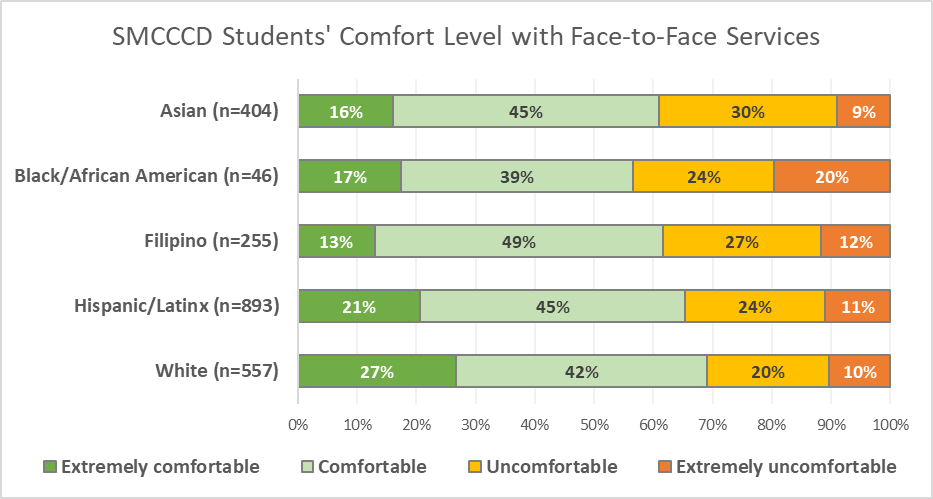 SMCCCD Students' Comfort Level with Face-to-Face Services
Asian (n=404) 16% 45% 30% 9%
Black/African American (n=46) 17% 39% 24% 20%
Filipino (n=255) 13% 49% 27% 12%
Hispanic/Latinx (n=893) 21% 45% 24% 11%
White (n=557) 27% 42% 20% 10%
0% 10% 20% 30% 40% 50% 60% 70% 80% 90% 100%
Extremely comfortable Comfortable Uncomfortable Extremely uncomfortable